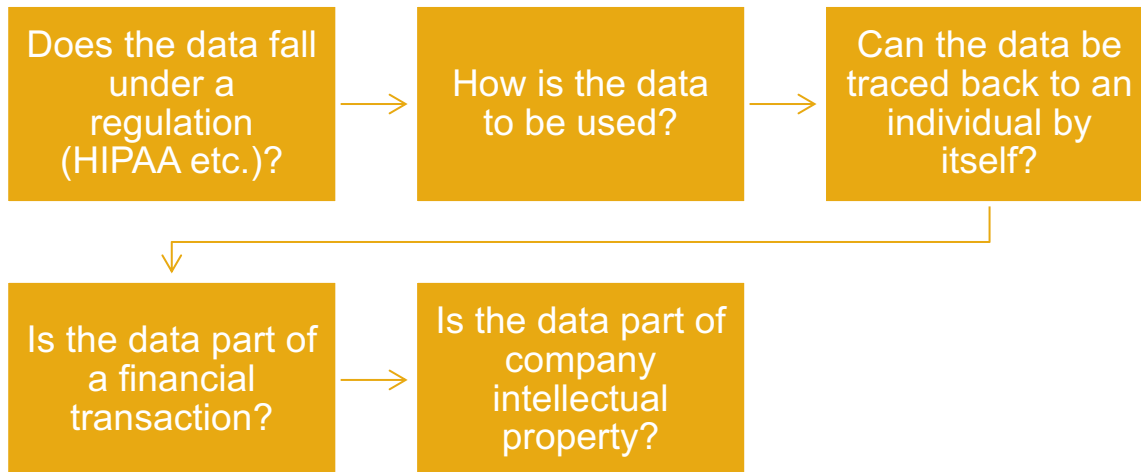 Does the data fall
under a
regulation
(HIPAA etc.)?
How is the data
to be used?
Can the data be
traced back to an
individual by
itself?
Is the data part of
a financial
transaction?
Is the data part of
company
intellectual
property?